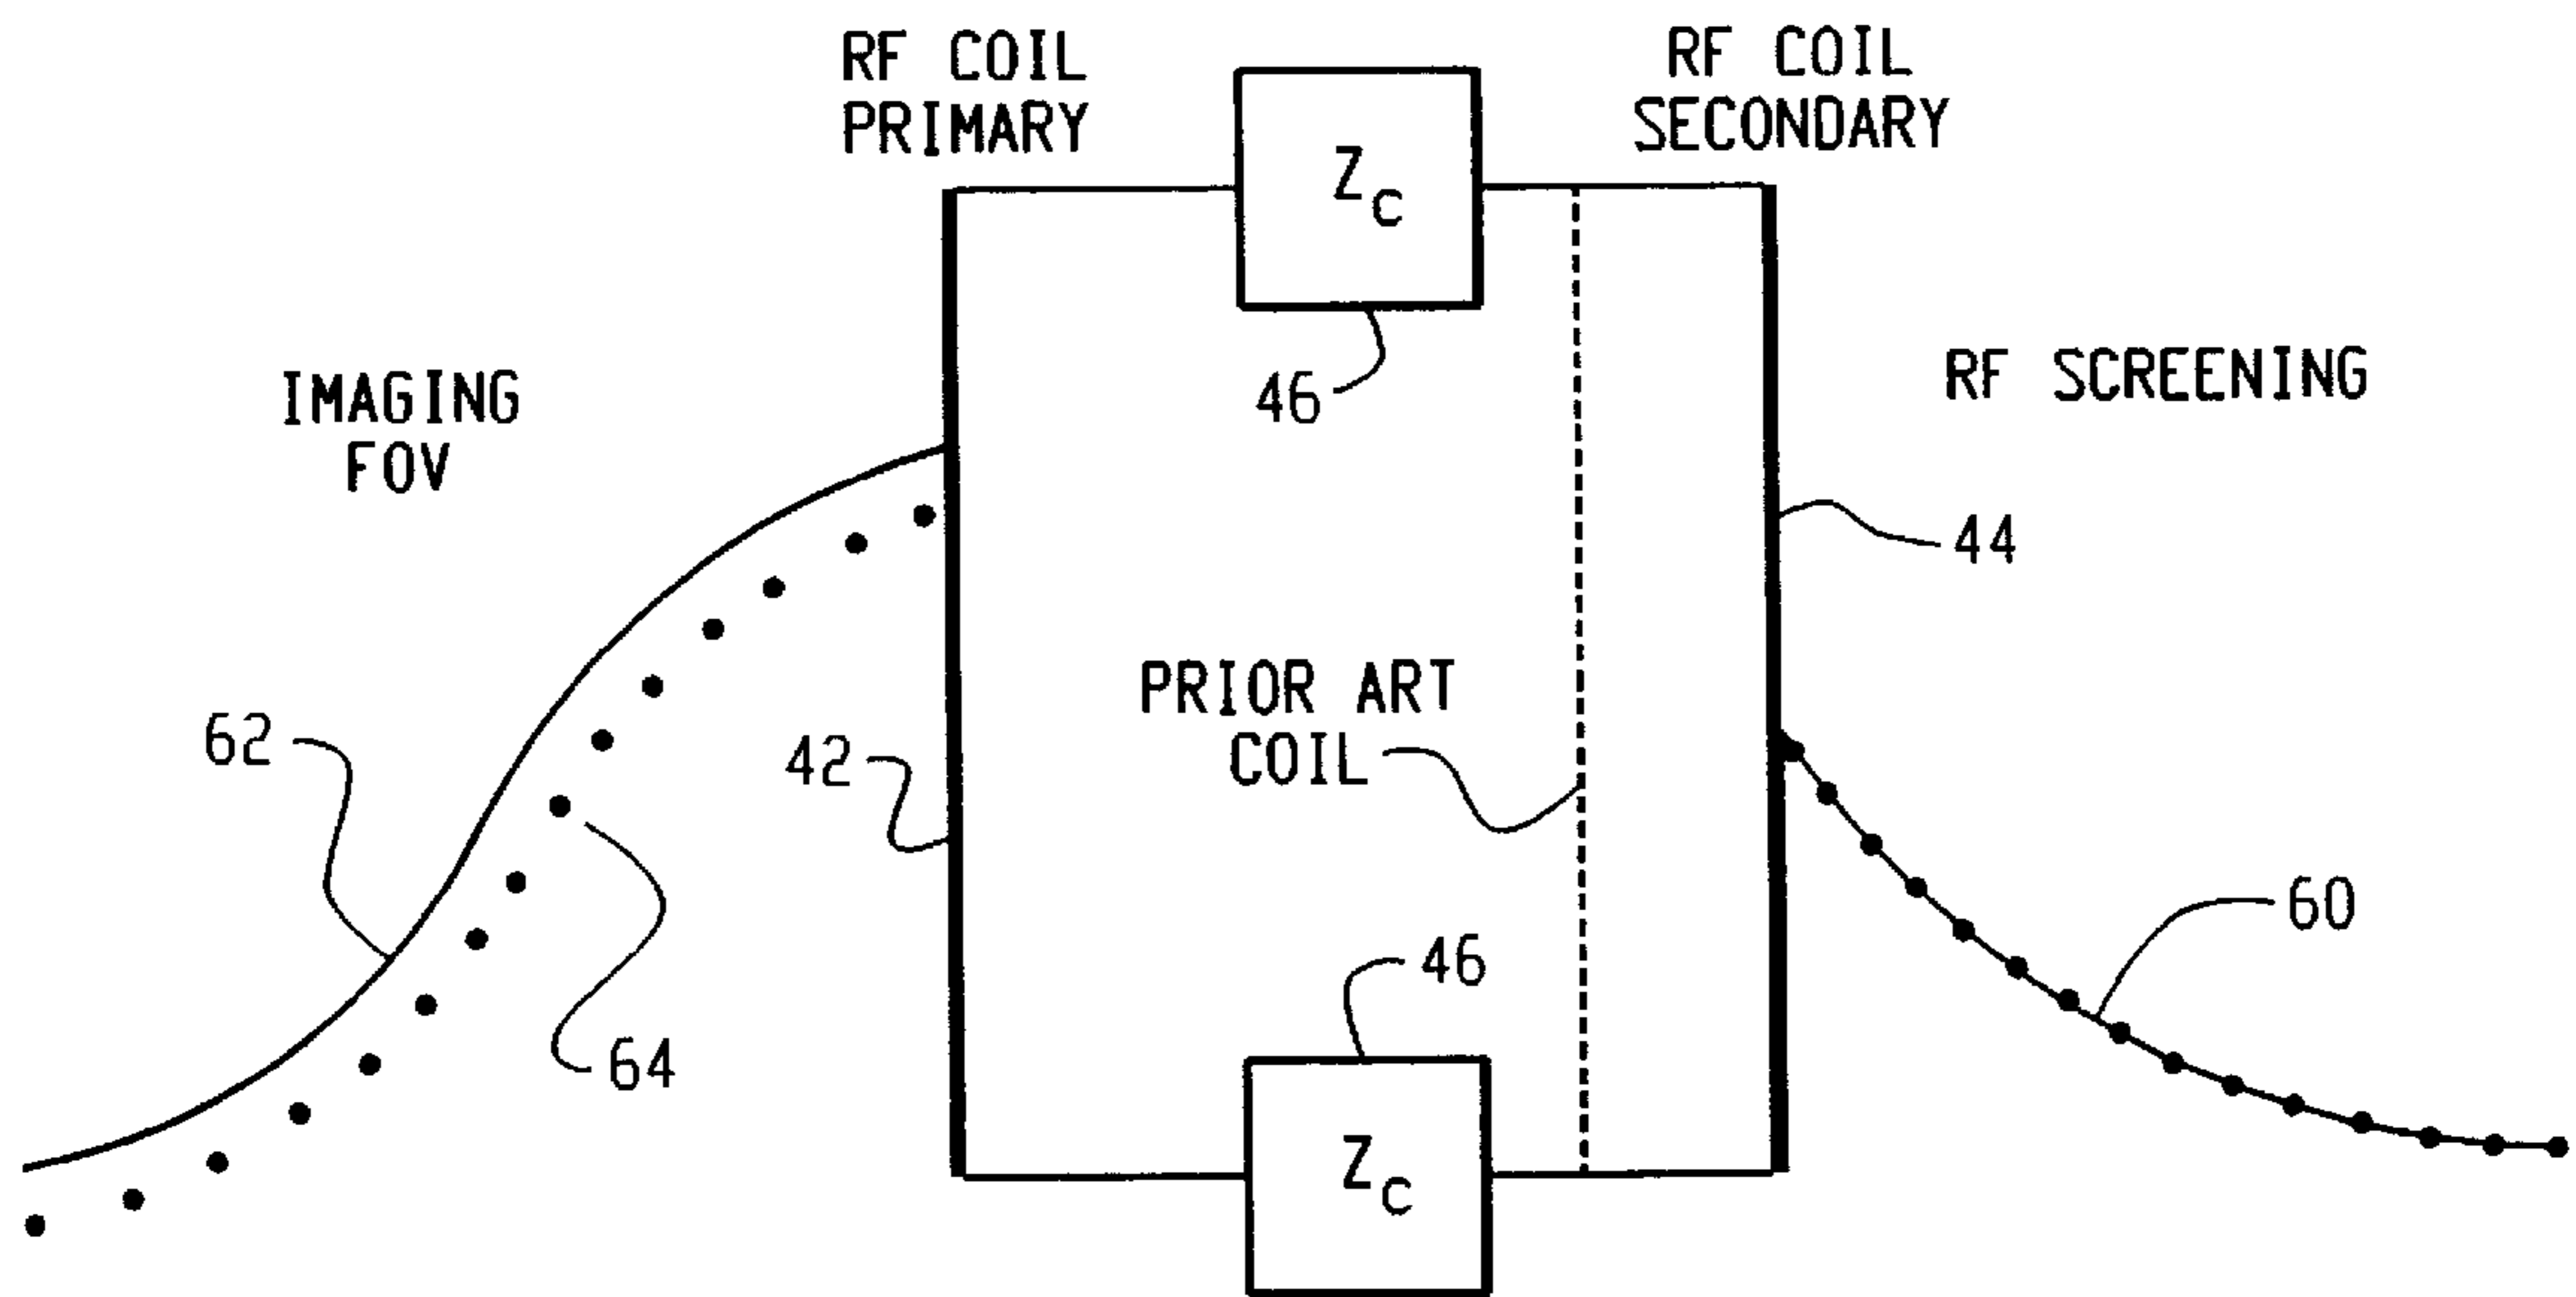 RF COIL
PRIMARY
Zc
RF COIL
SECONDARY
46
IMAGING
FOV
RF SCREENING
44
PRIOR ART
COIL
62
42
64
46
60
Zc